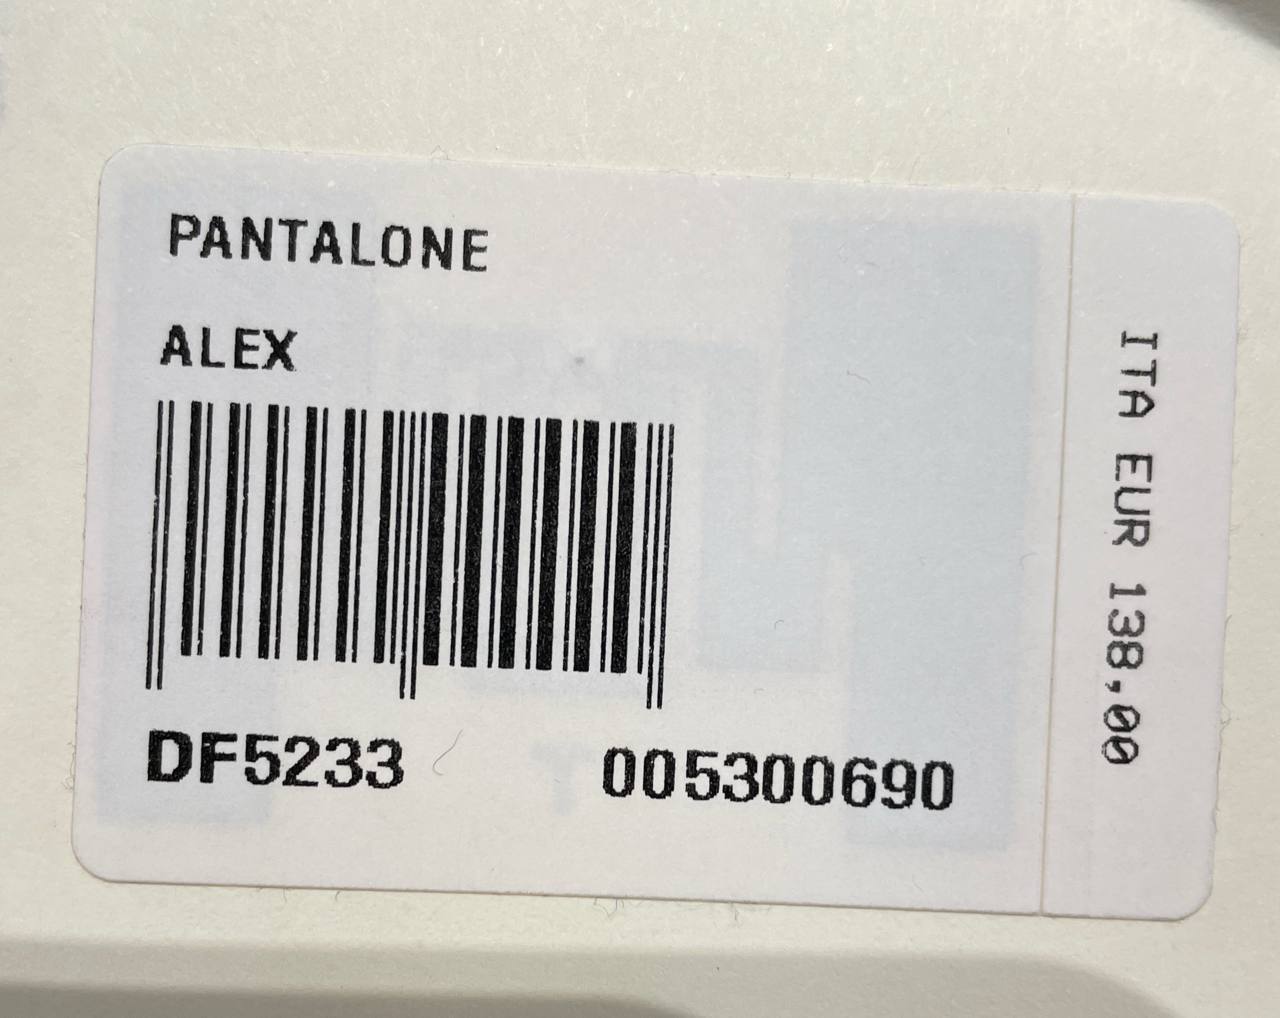 PANTALONE
ALEX
DF5233 005300690
ITA EUR 138,00